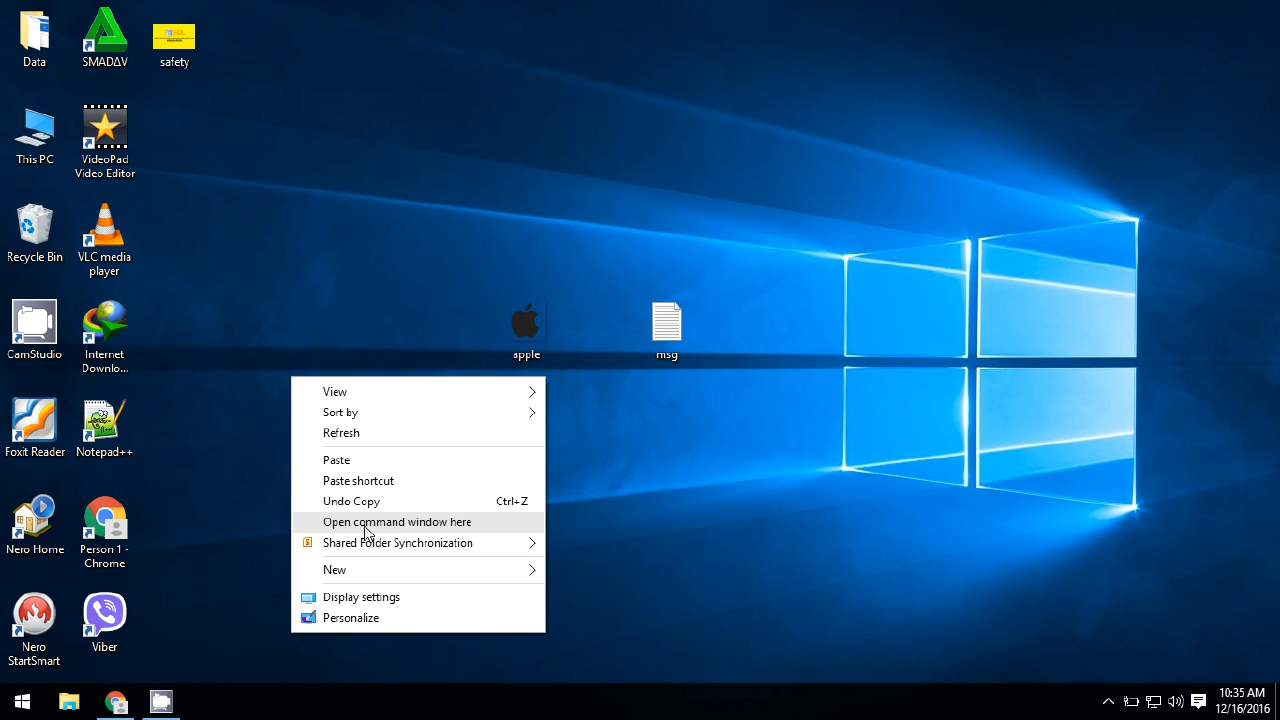 Data
SMADΔV
safety
This PC
VideoPad
Video Editor
Recycle Bin
VLC media
player
CamStudio
Internet
Downlo...
apple
msg
Foxit Reader
Notepad++
Nero Home
Person 1 -
Chrome
Nero
StartSmart
Viber
View
Sort by
Refresh
Paste
Paste shortcut
Undo Copy Ctrl+Z
Open command window here
Shared Folder Synchronization
New
Display settings
Personalize
10:35 AM
12/16/2016